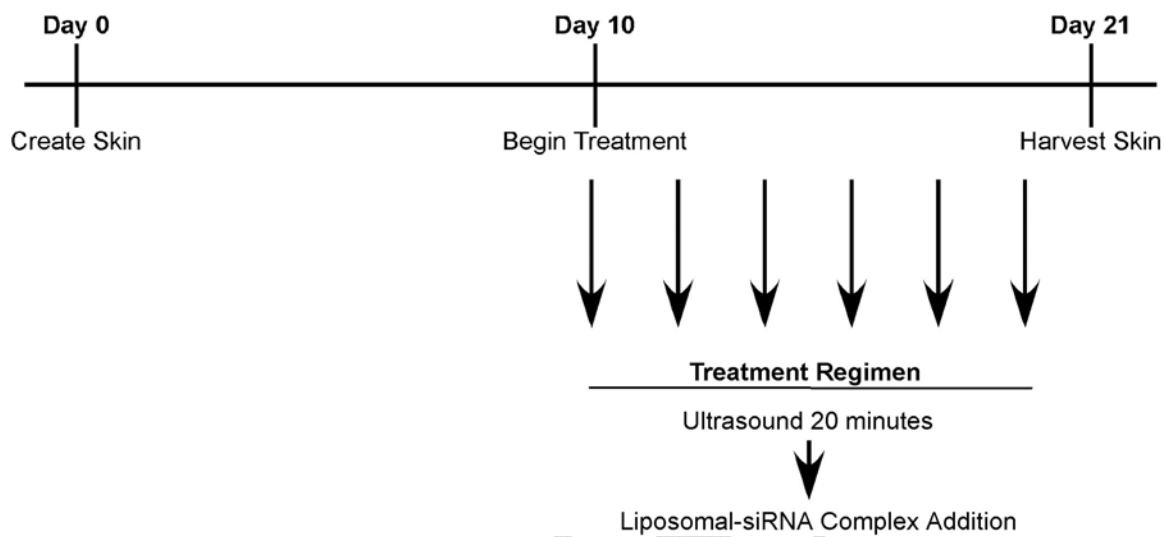 Day 0 Day 10 Day 21
Create Skin Begin Treatment Harvest Skin
Treatment Regimen
Ultrasound 20 minutes
Liposomal-siRNA Complex Addition